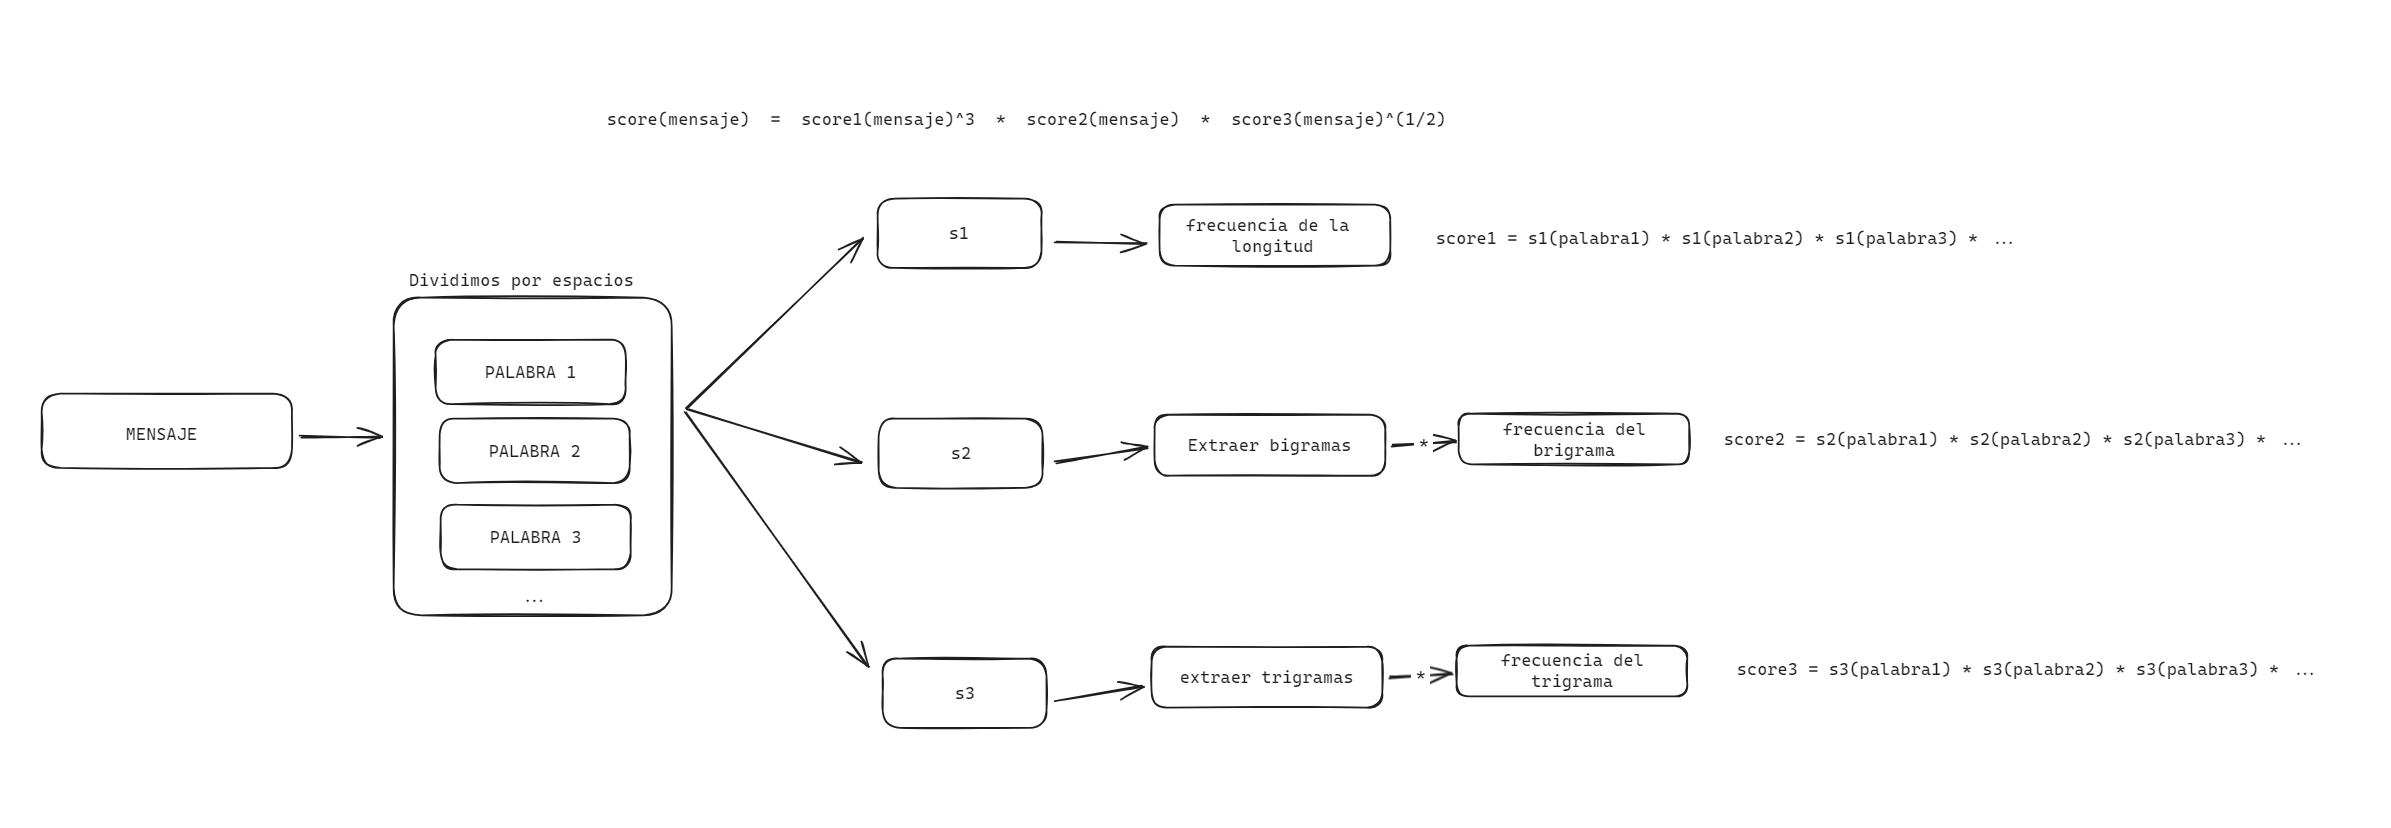 score(mensaje) = score1(mensaje)^3 * score2(mensaje) * score3(mensaje)^(1/2)
MENSAJE
Dividimos por espacios
PALABRA 1
PALABRA 2
PALABRA 3
...
s1
frecuencia de la
longitud
score1 = s1(palabra1) * s1(palabra2) * s1(palabra3) * ...
s2
Extraer bigramas
*
frecuencia del
brigrama
score2 = s2(palabra1) * s2(palabra2) * s2(palabra3) * ...
s3
extraer trigramas
*
frecuencia del
trigrama
score3 = s3(palabra1) * s3(palabra2) * s3(palabra3) * ...